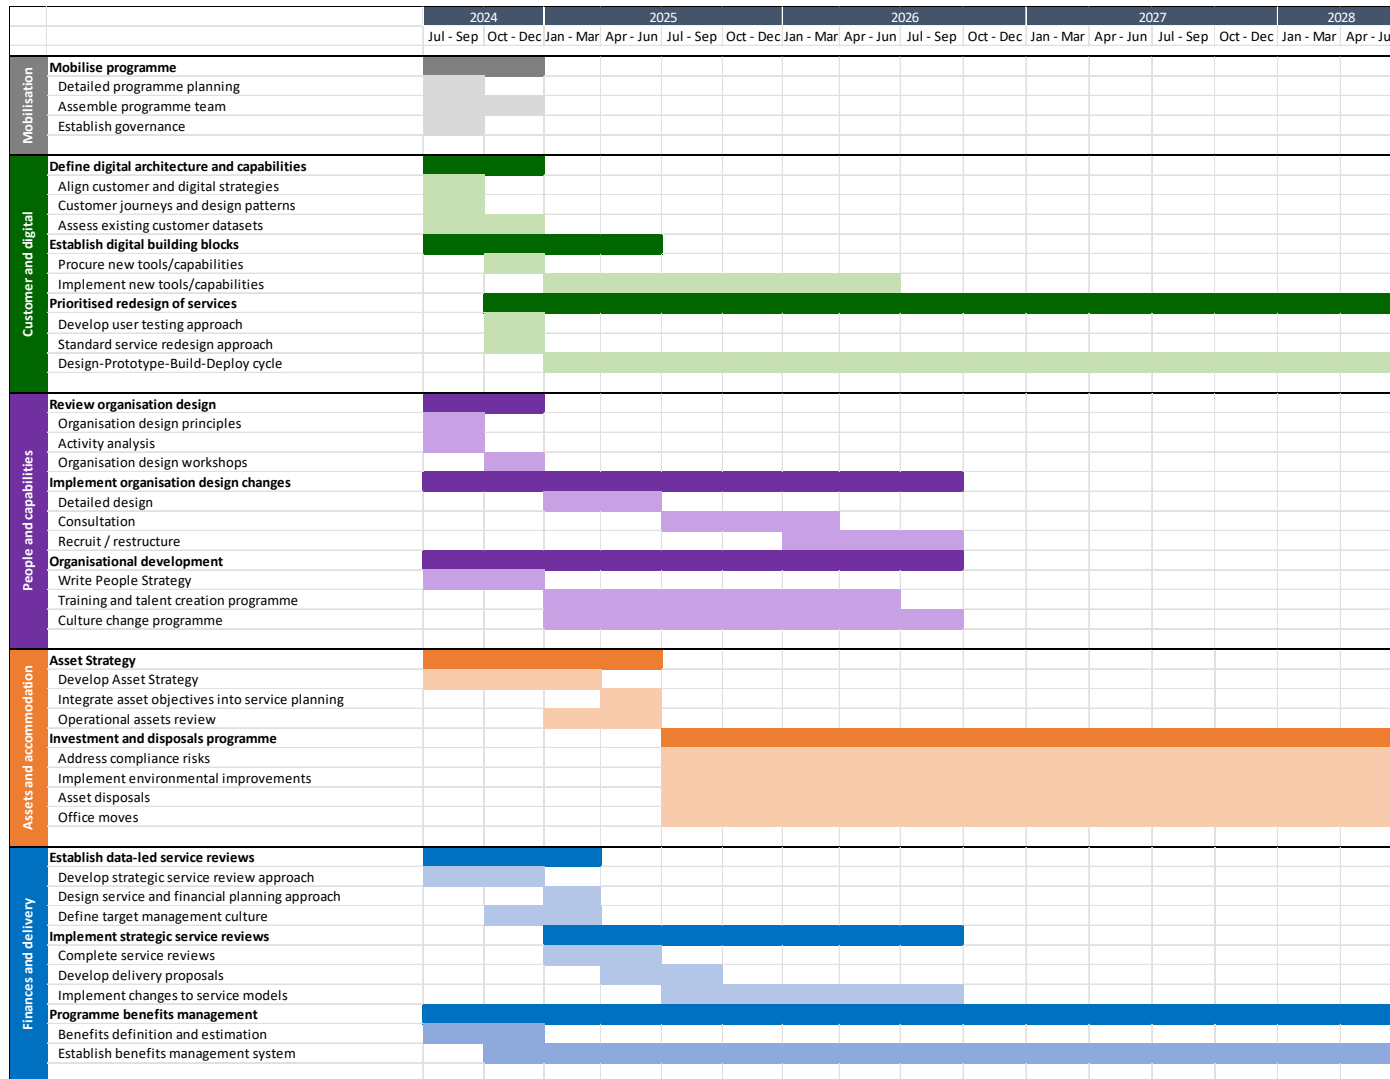 2024 2025 2026 2027 2028
Jul - Sep Oct - Dec Jan - Mar Apr - Jun Jul - Sep Oct - Dec Jan - Mar Apr - Jun Jul - Sep Oct - Dec Jan - Mar Apr - Jun Jul - Sep Oct - Dec Jan - Mar Apr - Ju
Mobilisation
Mobilise programme
Detailed programme planning
Assemble programme team
Establish governance
Customer and digital
Define digital architecture and capabilities
Align customer and digital strategies
Customer journeys and design patterns
Assess existing customer datasets
Establish digital building blocks
Procure new tools/capabilities
Implement new tools/capabilities
Prioritised redesign of services
Develop user testing approach
Standard service redesign approach
Design-Prototype-Build-Deploy cycle
People and capabilities
Review organisation design
Organisation design principles
Activity analysis
Organisation design workshops
Implement organisation design changes
Detailed design
Consultation
Recruit / restructure
Organisational development
Write People Strategy
Training and talent creation programme
Culture change programme
Assets and accommodation
Asset Strategy
Develop Asset Strategy
Integrate asset objectives into service planning
Operational assets review
Investment and disposals programme
Address compliance risks
Implement environmental improvements
Asset disposals
Office moves
Finances and delivery
Establish data-led service reviews
Develop strategic service review approach
Design service and financial planning approach
Define target management culture
Implement strategic service reviews
Complete service reviews
Develop delivery proposals
Implement changes to service models
Programme benefits management
Benefits definition and estimation
Establish benefits management system